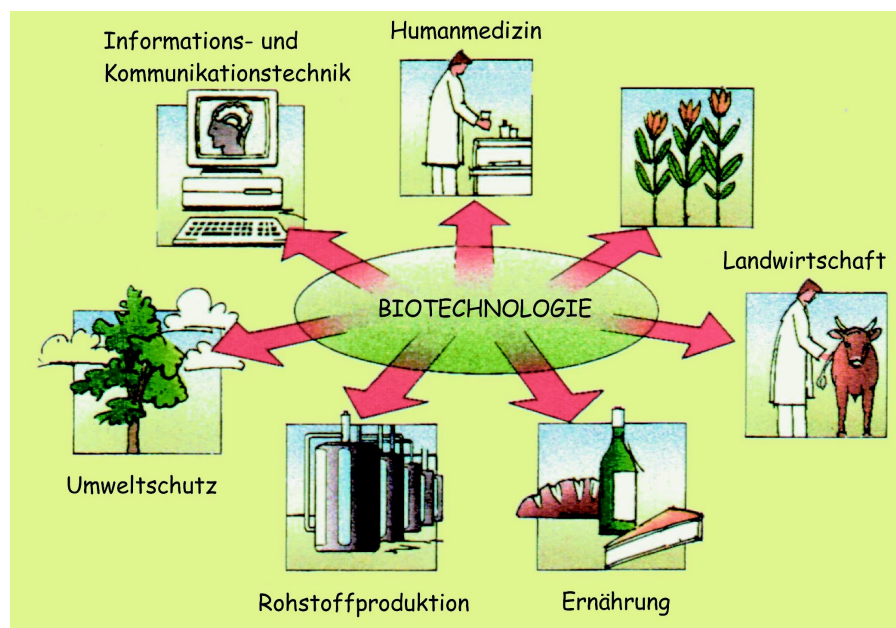 Informations- und
Kommunikationstechnik
Humanmedizin
Landwirtschaft
BIOTECHNOLOGIE
Umweltschutz
Rohstoffproduktion
Ernährung